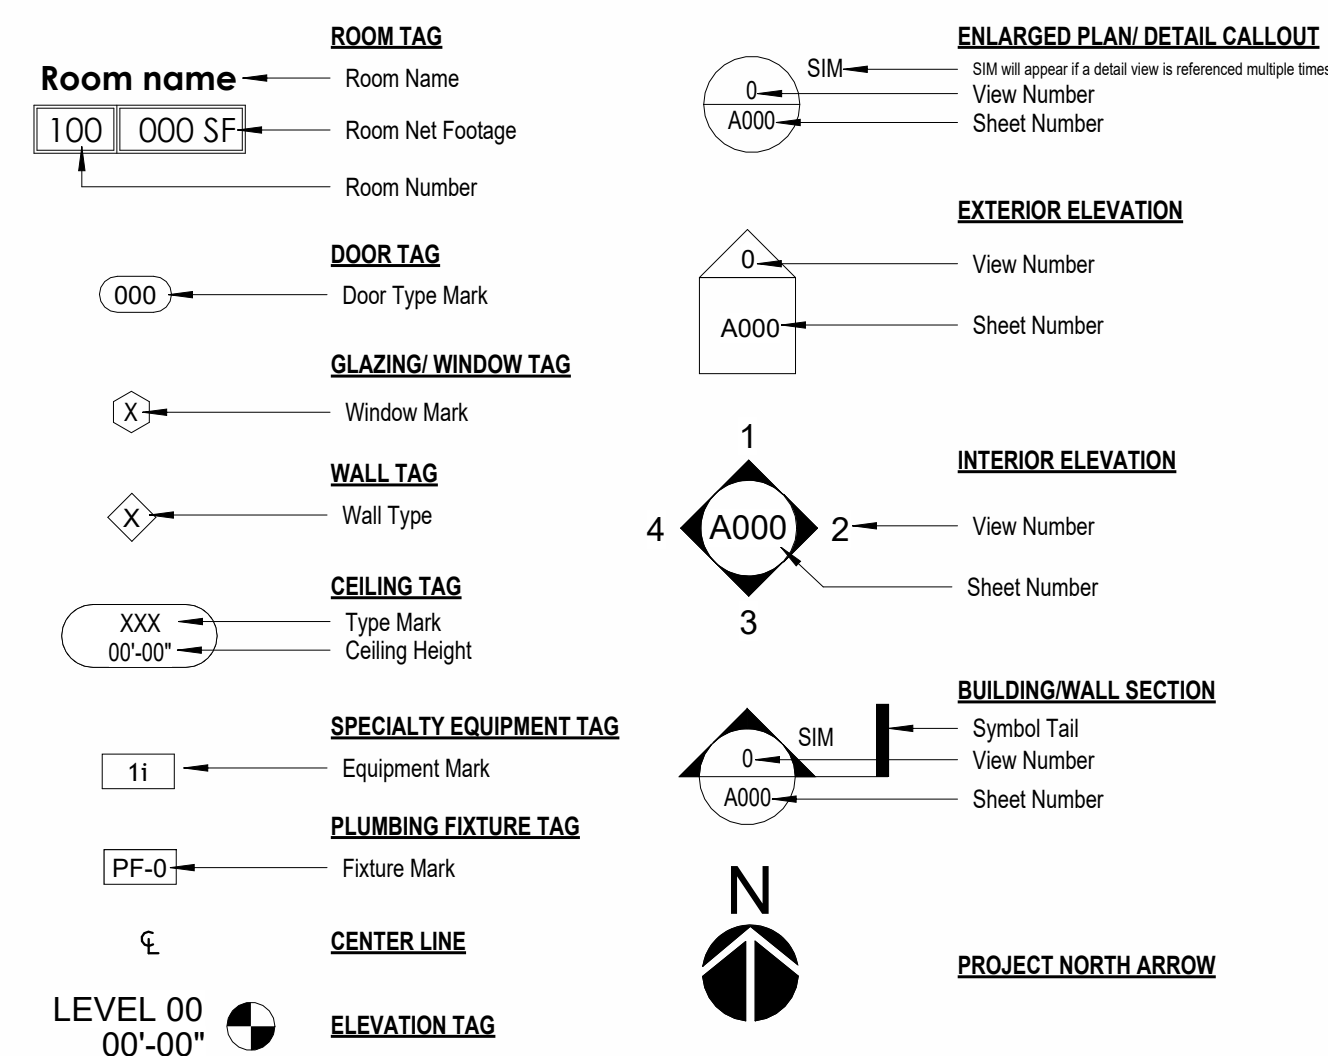 ROOM TAG
Room name
Room Name
100
000 SF
Room Net Footage
Room Number
DOOR TAG
000
Door Type Mark
GLAZING/ WINDOW TAG
X
Window Mark
WALL TAG
X
Wall Type
CEILING TAG
XXX
Type Mark
00'-00"
Ceiling Height
SPECIALTY EQUIPMENT TAG
1i
Equipment Mark
PLUMBING FIXTURE TAG
PF-0
Fixture Mark
℄
CENTER LINE
LEVEL 00
00'-00"
ELEVATION TAG
ENLARGED PLAN/ DETAIL CALLOUT
SIM
SIM will appear if a detail view is referenced multiple times
0
View Number
A000
Sheet Number
EXTERIOR ELEVATION
0
View Number
A000
Sheet Number
INTERIOR ELEVATION
1
4
A000
2
View Number
Sheet Number
3
BUILDING/WALL SECTION
Symbol Tail
SIM
0
View Number
A000
Sheet Number
N
PROJECT NORTH ARROW